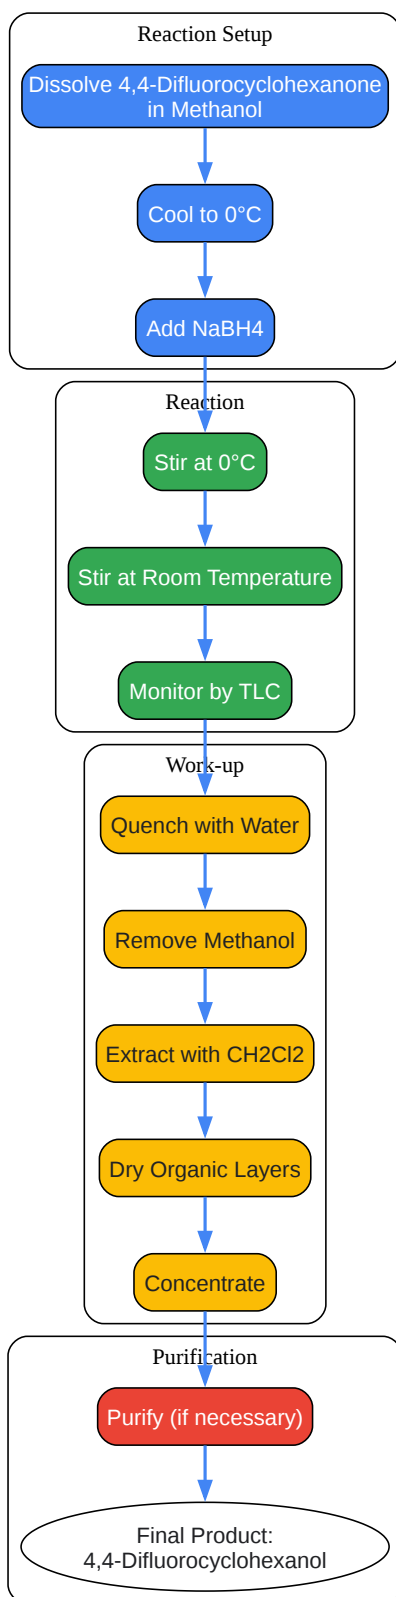 Reaction Setup
Dissolve 4,4-Difluorocyclohexanone
in Methanol
Cool to 0°C
Add NaBH4
Reaction
Stir at 0°C
Stir at Room Temperature
Monitor by TLC
Work-up
Quench with Water
Remove Methanol
Extract with CH2Cl2
Dry Organic Layers
Concentrate
Purification
Purify (if necessary)
Final Product:
4,4-Difluorocyclohexanol